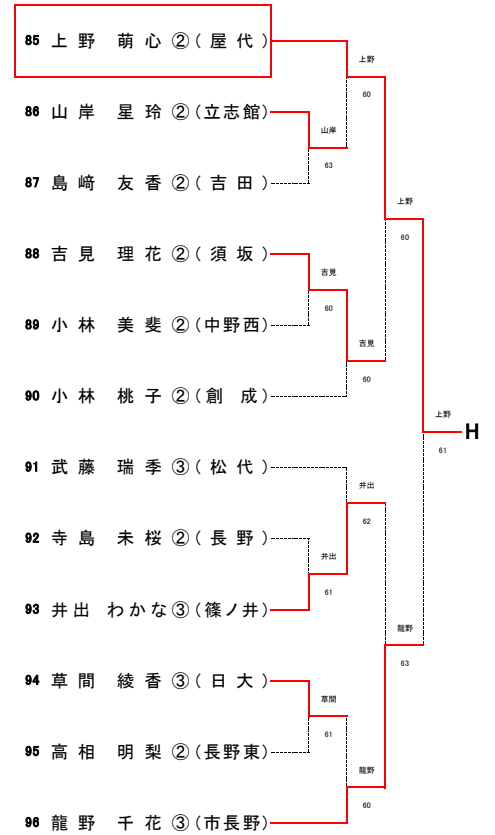 85 上野 萌心 ②(屋代)
上野
60
86 山岸 星玲 ②(立志館)
山岸
63
87 島﨑 友香 ②(吉田)
上野
60
88 吉見 理花 ②(須坂)
吉見
60
89 小林 美斐 ②(中野西)
吉見
60
90 小林 桃子 ②(創成)
上野
H
61
91 武藤 瑞季 ③(松代)
井出
62
92 寺島 未桜 ②(長野)
井出
61
93 井出 わかな③(篠ノ井)
龍野
63
94 草間 綾香 ③(日大)
草間
61
95 高相 明梨 ②(長野東)
龍野
60
96 龍野 千花 ③(市長野)